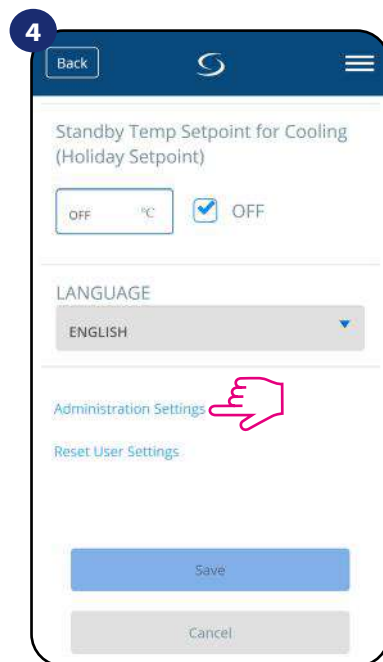 4
Back
Standby Temp Setpoint for Cooling
(Holiday Setpoint)
OFF °C OFF
LANGUAGE
ENGLISH
Administration Settings
Reset User Settings
Save
Cancel